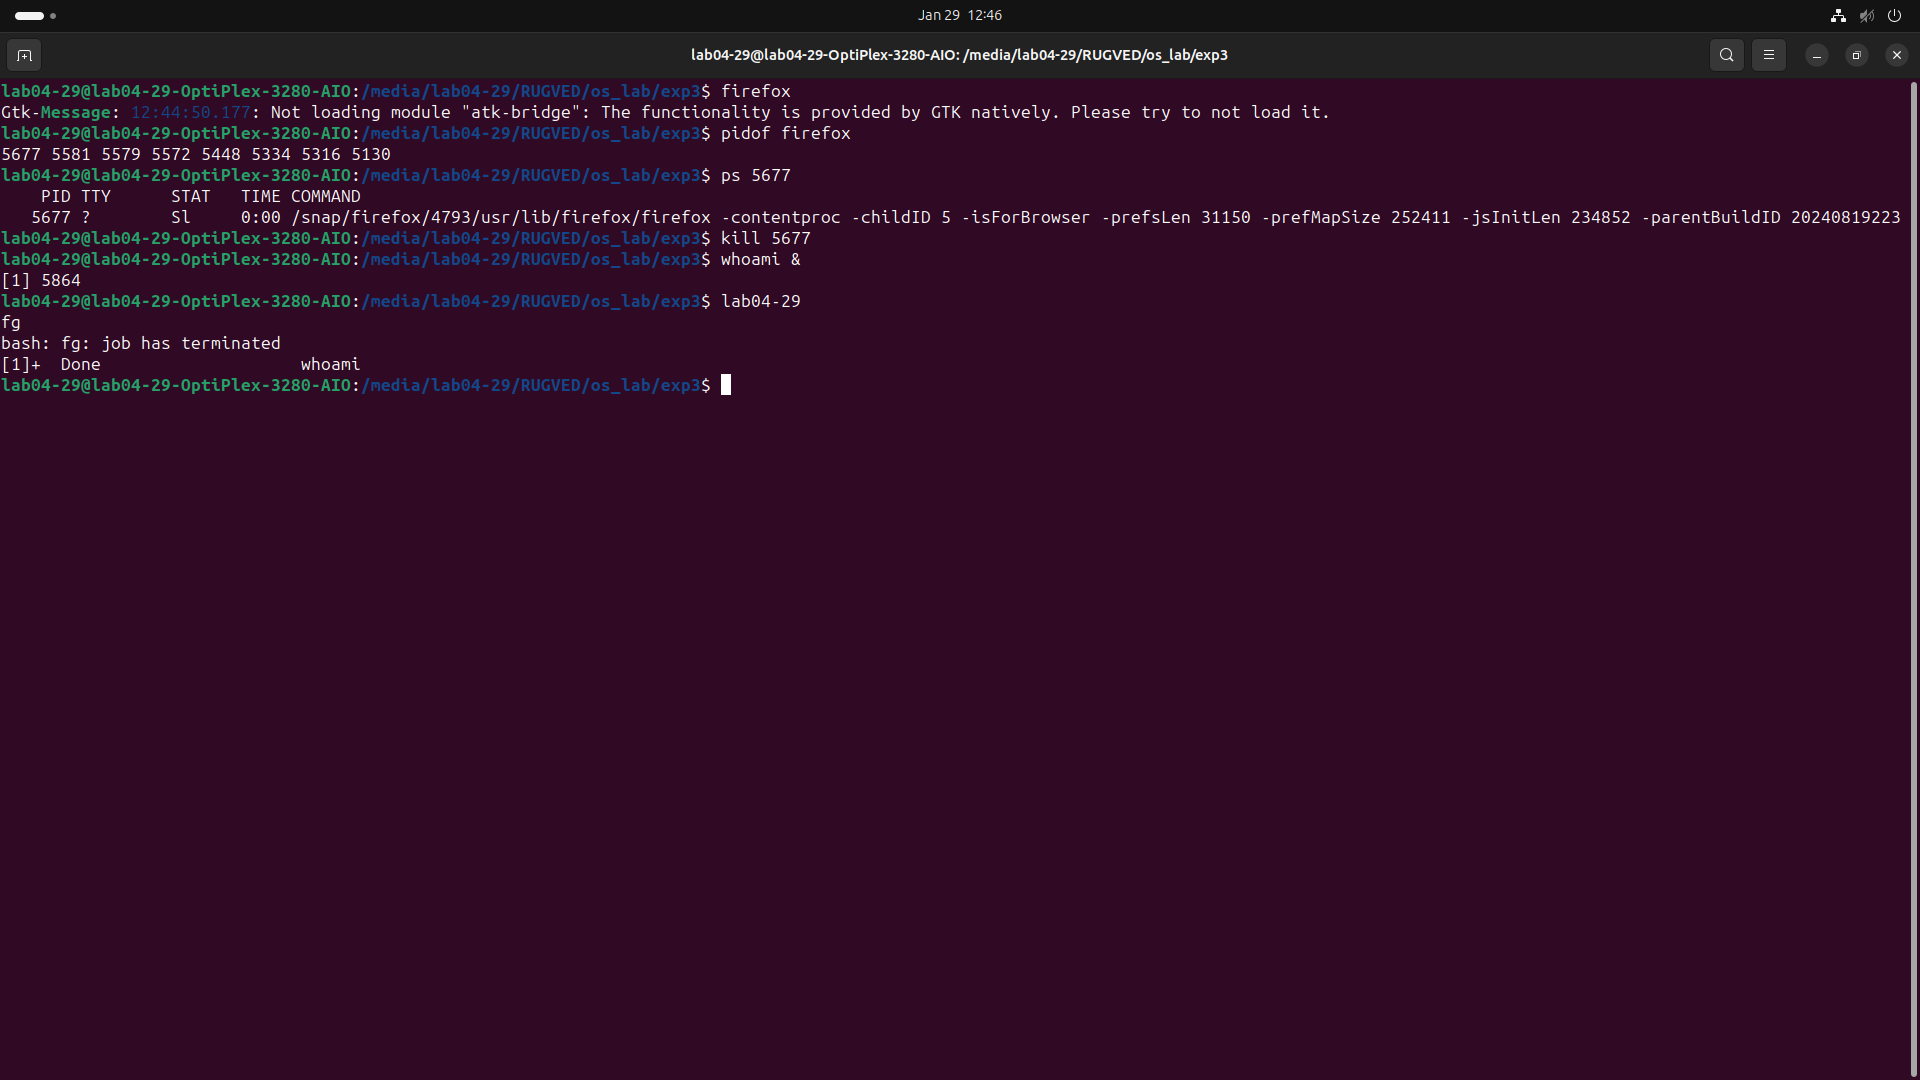 Jan 29 12:46
lab04-29@lab04-29-OptiPlex-3280-AIO: /media/lab04-29/RUGVED/os_lab/exp3
lab04-29@lab04-29-OptiPlex-3280-AIO:/media/lab04-29/RUGVED/os_lab/exp3$ firefox
Gtk-Message: 12:44:50.177: Not loading module "atk-bridge": The functionality is provided by GTK natively. Please try to not load it.
lab04-29@lab04-29-OptiPlex-3280-AIO:/media/lab04-29/RUGVED/os_lab/exp3$ pidof firefox
5677 5581 5579 5572 5448 5334 5316 5130
lab04-29@lab04-29-OptiPlex-3280-AIO:/media/lab04-29/RUGVED/os_lab/exp3$ ps 5677
    PID TTY      STAT   TIME COMMAND
   5677 ?        Sl     0:00 /snap/firefox/4793/usr/lib/firefox/firefox -contentproc -childID 5 -isForBrowser -prefsLen 31150 -prefMapSize 252411 -jsInitLen 234852 -parentBuildID 20240819223
lab04-29@lab04-29-OptiPlex-3280-AIO:/media/lab04-29/RUGVED/os_lab/exp3$ kill 5677
lab04-29@lab04-29-OptiPlex-3280-AIO:/media/lab04-29/RUGVED/os_lab/exp3$ whoami &
[1] 5864
lab04-29@lab04-29-OptiPlex-3280-AIO:/media/lab04-29/RUGVED/os_lab/exp3$ lab04-29
fg
bash: fg: job has terminated
[1]+  Done                    whoami
lab04-29@lab04-29-OptiPlex-3280-AIO:/media/lab04-29/RUGVED/os_lab/exp3$